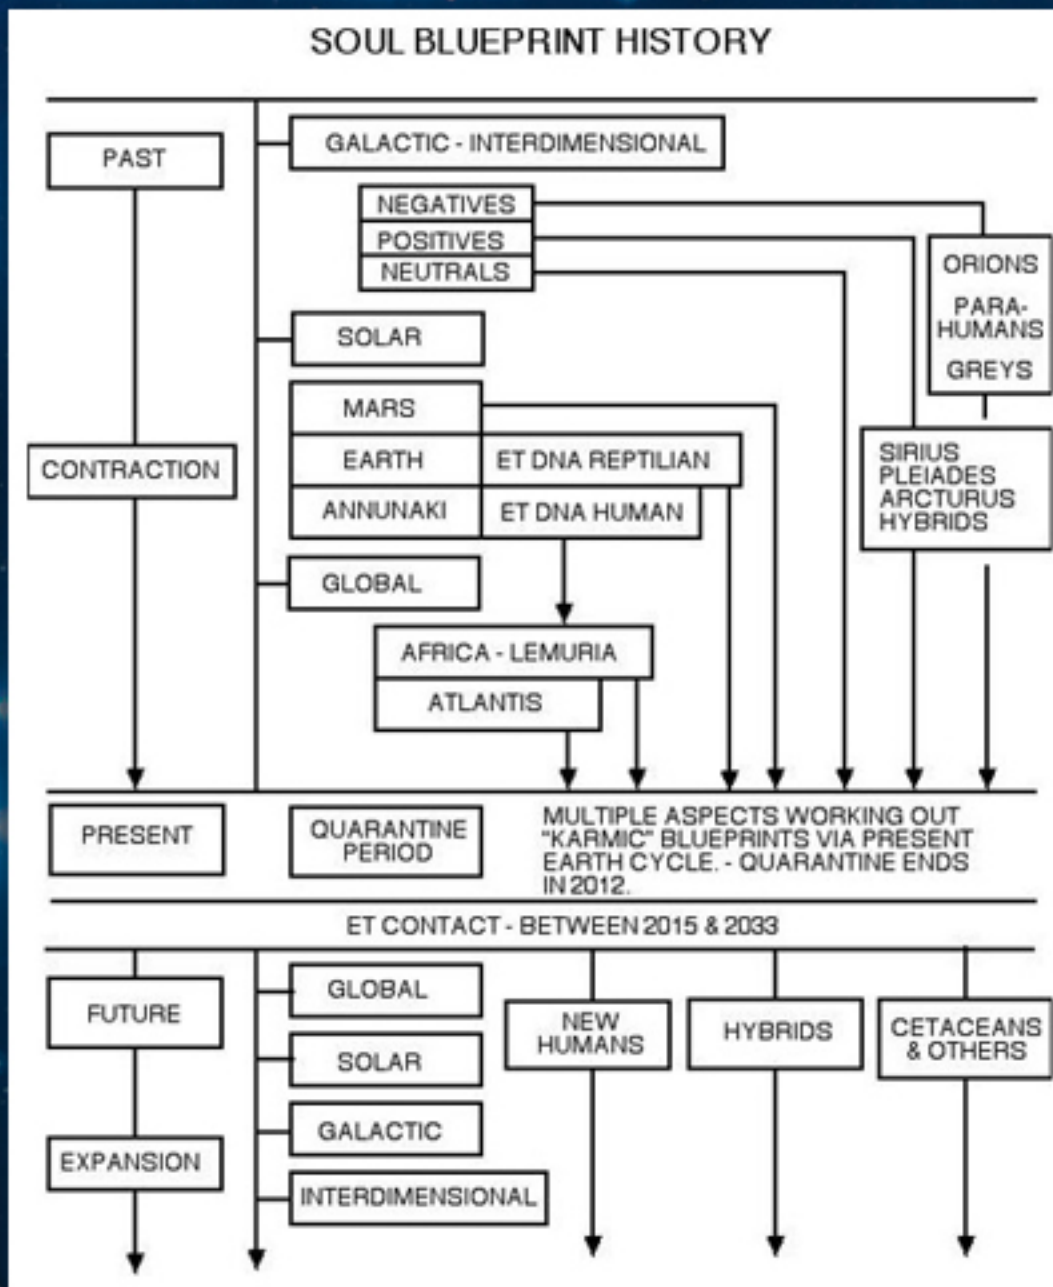 SOUL BLUEPRINT HISTORY
PAST
GALACTIC - INTERDIMENSIONAL
NEGATIVES
POSITIVES
NEUTRALS
ORIONS
PARA-
HUMANS
GREYS
SOLAR
MARS
EARTH
ET DNA REPTILIAN
ANNUNAKI
ET DNA HUMAN
CONTRACTION
SIRIUS
PLEIADES
ARCTURUS
HYBRIDS
GLOBAL
AFRICA - LEMURIA
ATLANTIS
PRESENT
QUARANTINE
PERIOD
MULTIPLE ASPECTS WORKING OUT
"KARMIC" BLUEPRINTS VIA PRESENT
EARTH CYCLE. - QUARANTINE ENDS
IN 2012.
ET CONTACT - BETWEEN 2015 & 2033
FUTURE
EXPANSION
GLOBAL
SOLAR
GALACTIC
INTERDIMENSIONAL
NEW
HUMANS
HYBRIDS
CETACEANS
& OTHERS